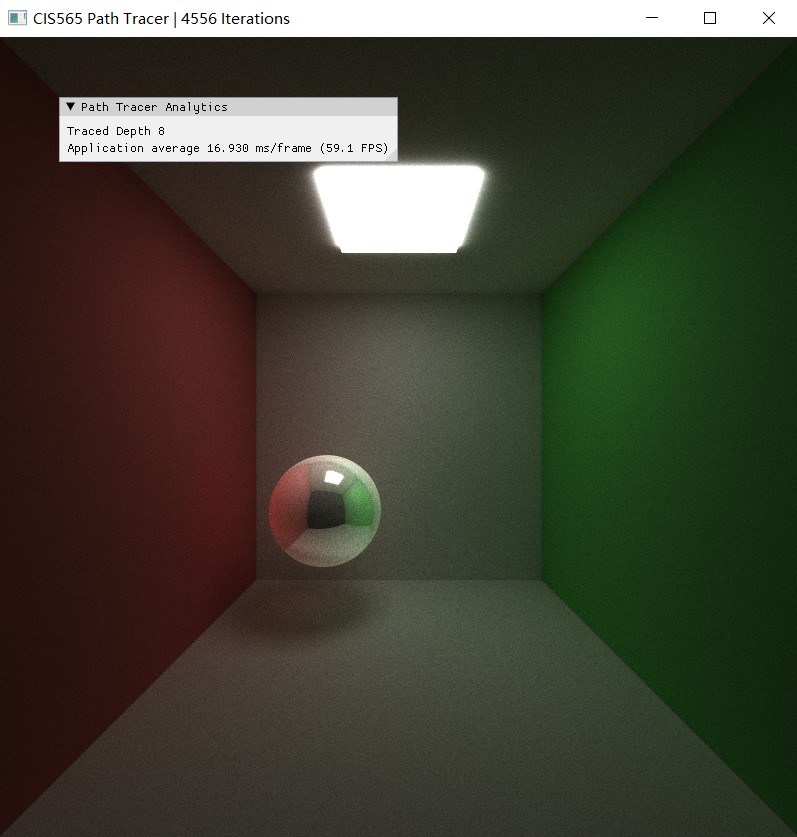 CIS565 Path Tracer | 4556 Iterations
Path Tracer Analytics
Traced Depth 8
Application average 16.930 ms/frame (59.1 FPS)